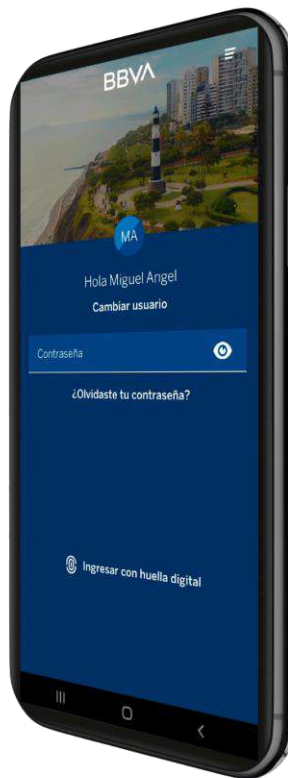 BBVA
MA
Hola Miguel Angel
Cambiar usuario
Contraseña
¿Olvidaste tu contraseña?
Ingresar con huella digital